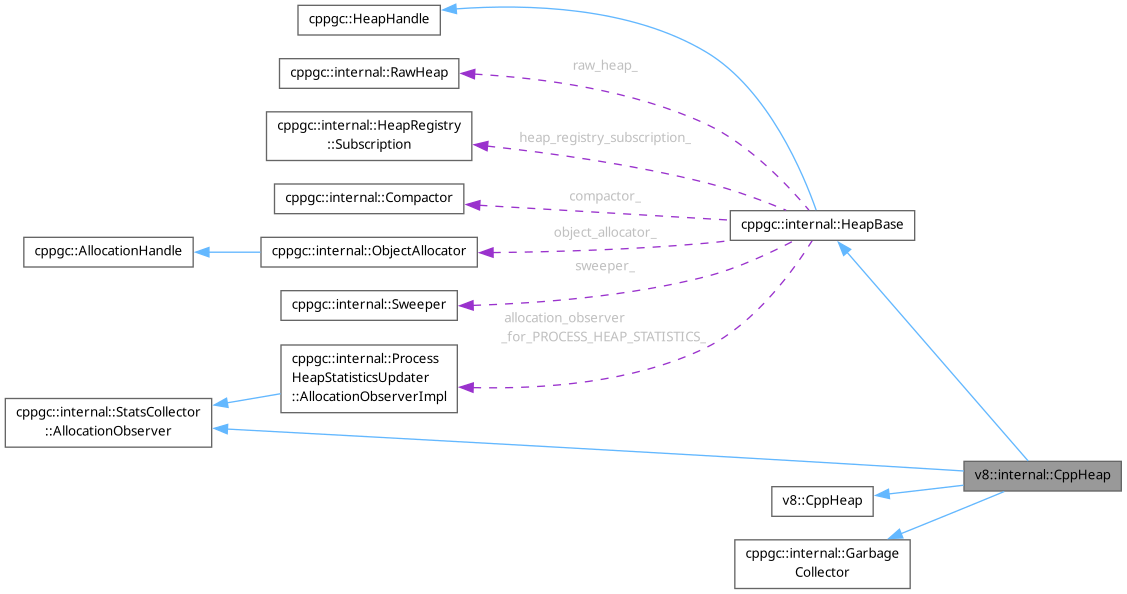 cppgc::HeapHandle
cppgc::internal::RawHeap
raw_heap_
cppgc::internal::HeapRegistry
::Subscription
heap_registry_subscription_
cppgc::internal::Compactor
compactor_
cppgc::internal::HeapBase
cppgc::AllocationHandle
cppgc::internal::ObjectAllocator
object_allocator_
cppgc::internal::Sweeper
sweeper_
allocation_observer
_for_PROCESS_HEAP_STATISTICS_
cppgc::internal::Process
HeapStatisticsUpdater
::AllocationObserverImpl
cppgc::internal::StatsCollector
::AllocationObserver
v8::internal::CppHeap
v8::CppHeap
cppgc::internal::Garbage
Collector